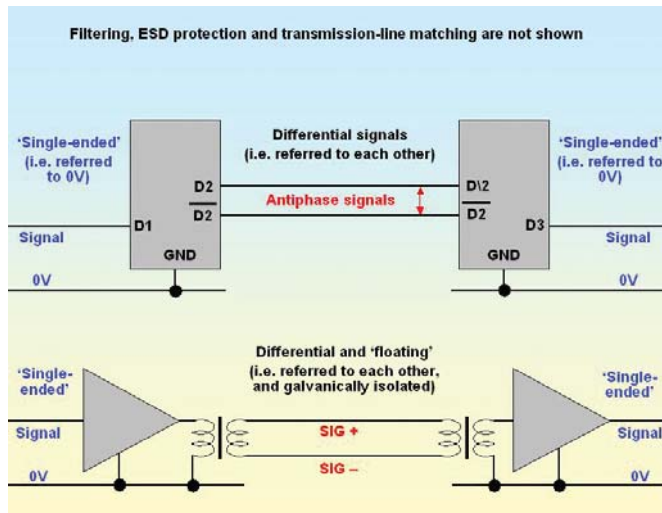 Filtering, ESD protection and transmission-line matching are not shown
'Single-ended'
(i.e. referred
to 0V)
Differential signals
(i.e. referred to each other)
'Single-ended'
(i.e. referred to
0V)
D2
D\2
Antiphase signals
D2
D2
D1
D3
Signal
Signal
GND
GND
0V
0V
Differential and 'floating'
(i.e. referred to each other,
and galvanically isolated)
'Single-
ended'
'Single-
ended'
Signal
SIG +
Signal
SIG –
0V
0V